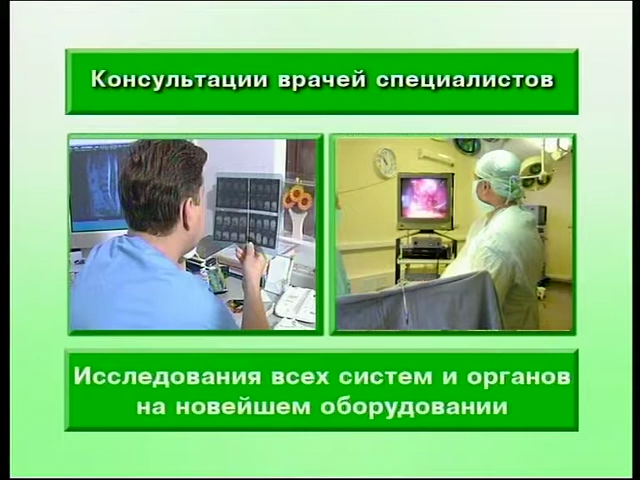 Консультации врачей специалистов
Исследования всех систем и органов
на новейшем оборудовании